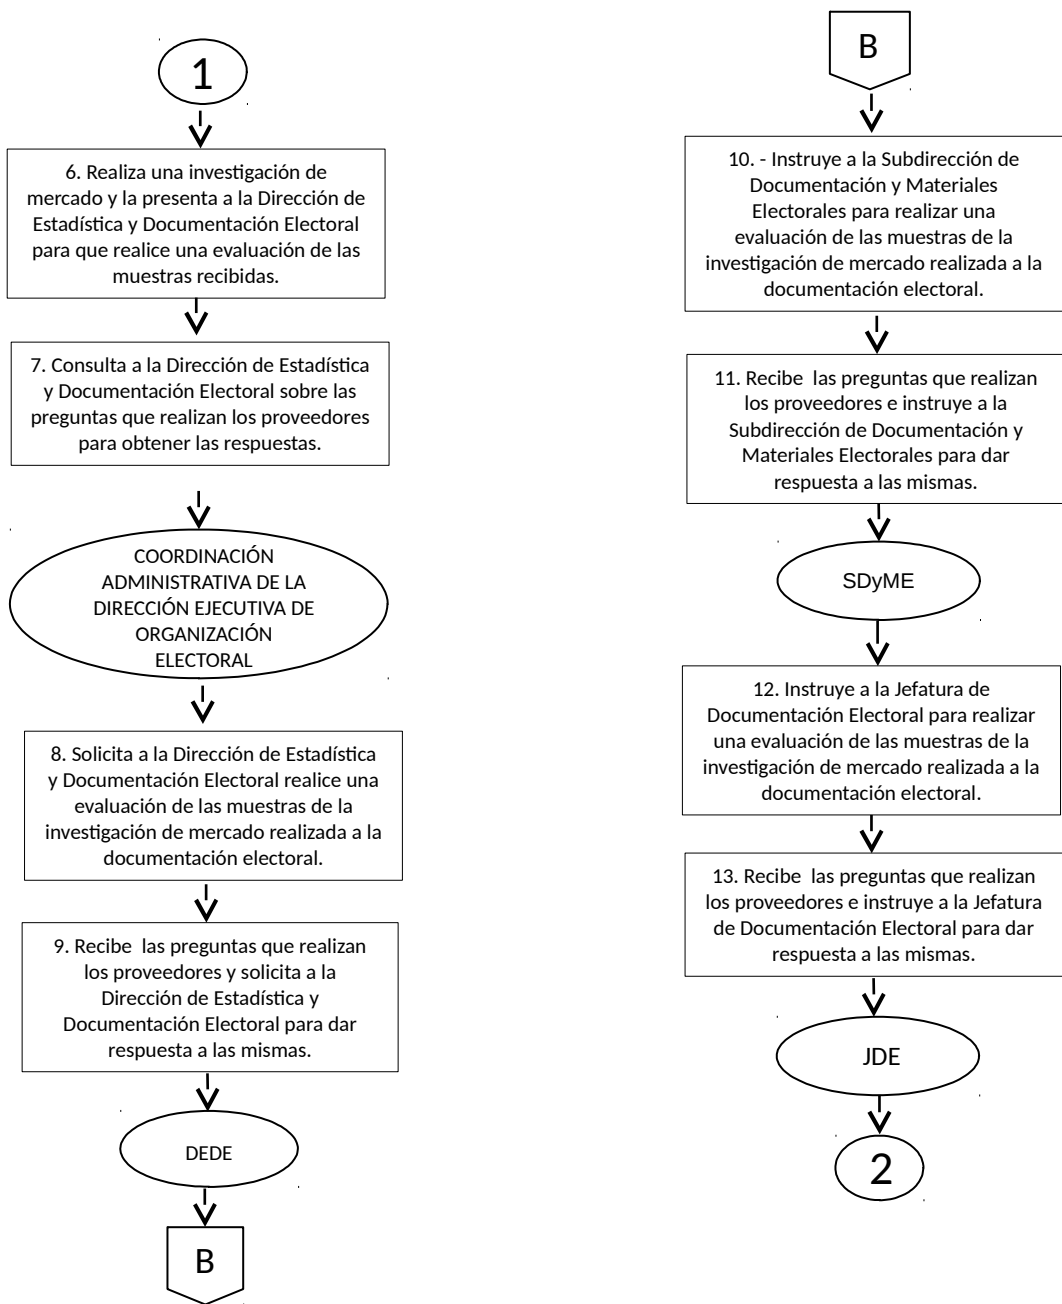 1
6. Realiza una investigación de
mercado y la presenta a la Dirección de
Estadística y Documentación Electoral
para que realice una evaluación de las
muestras recibidas.
7. Consulta a la Dirección de Estadística
y Documentación Electoral sobre las
preguntas que realizan los proveedores
para obtener las respuestas.
COORDINACIÓN
ADMINISTRATIVA DE LA
DIRECCIÓN EJECUTIVA DE
ORGANIZACIÓN
ELECTORAL
8. Solicita a la Dirección de Estadística
y Documentación Electoral realice una
evaluación de las muestras de la
investigación de mercado realizada a la
documentación electoral.
9. Recibe  las preguntas que realizan
los proveedores y solicita a la
Dirección de Estadística y
Documentación Electoral para dar
respuesta a las mismas.
DEDE
B
B
10. - Instruye a la Subdirección de
Documentación y Materiales
Electorales para realizar una
evaluación de las muestras de la
investigación de mercado realizada a la
documentación electoral.
11. Recibe  las preguntas que realizan
los proveedores e instruye a la
Subdirección de Documentación y
Materiales Electorales para dar
respuesta a las mismas.
SDyME
12. Instruye a la Jefatura de
Documentación Electoral para realizar
una evaluación de las muestras de la
investigación de mercado realizada a la
documentación electoral.
13. Recibe  las preguntas que realizan
los proveedores e instruye a la Jefatura
de Documentación Electoral para dar
respuesta a las mismas.
JDE
2